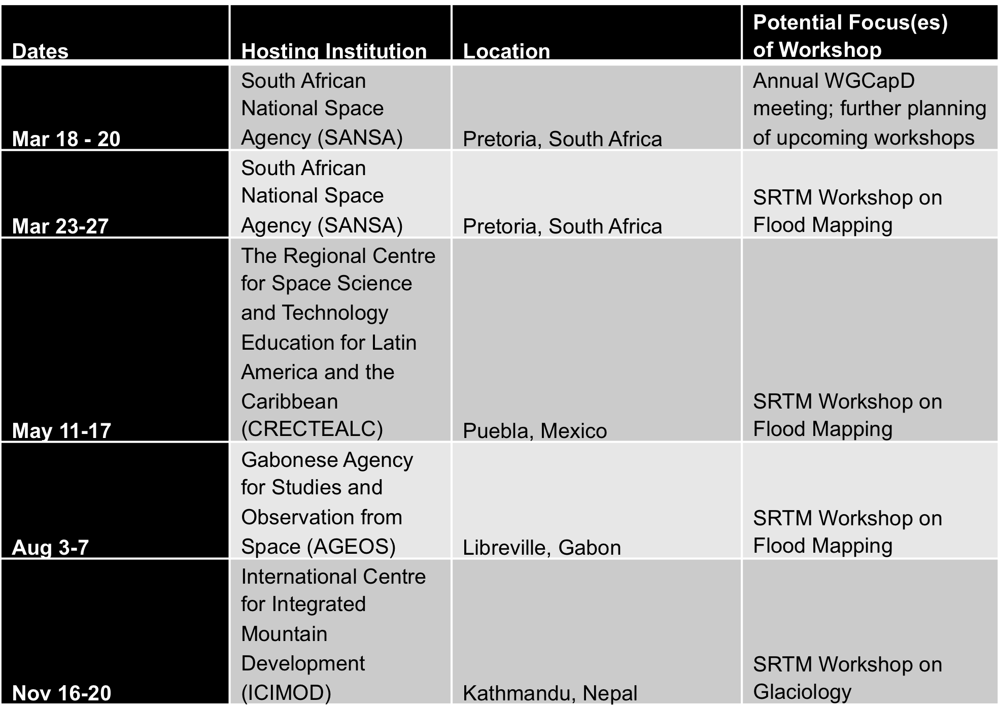 Dates
Hosting Institution
Location
Potential Focus(es)
of Workshop
Mar 18 - 20
South African
National Space
Agency (SANSA)
Pretoria, South Africa
Annual WGCapD
meeting; further planning
of upcoming workshops
Mar 23-27
South African
National Space
Agency (SANSA)
Pretoria, South Africa
SRTM Workshop on
Flood Mapping
May 11-17
The Regional Centre
for Space Science
and Technology
Education for Latin
America and the
Caribbean
(CRECTEALC)
Puebla, Mexico
SRTM Workshop on
Flood Mapping
Aug 3-7
Gabonese Agency
for Studies and
Observation from
Space (AGEOS)
Libreville, Gabon
SRTM Workshop on
Flood Mapping
Nov 16-20
International Centre
for Integrated
Mountain
Development
(ICIMOD)
Kathmandu, Nepal
SRTM Workshop on
Glaciology